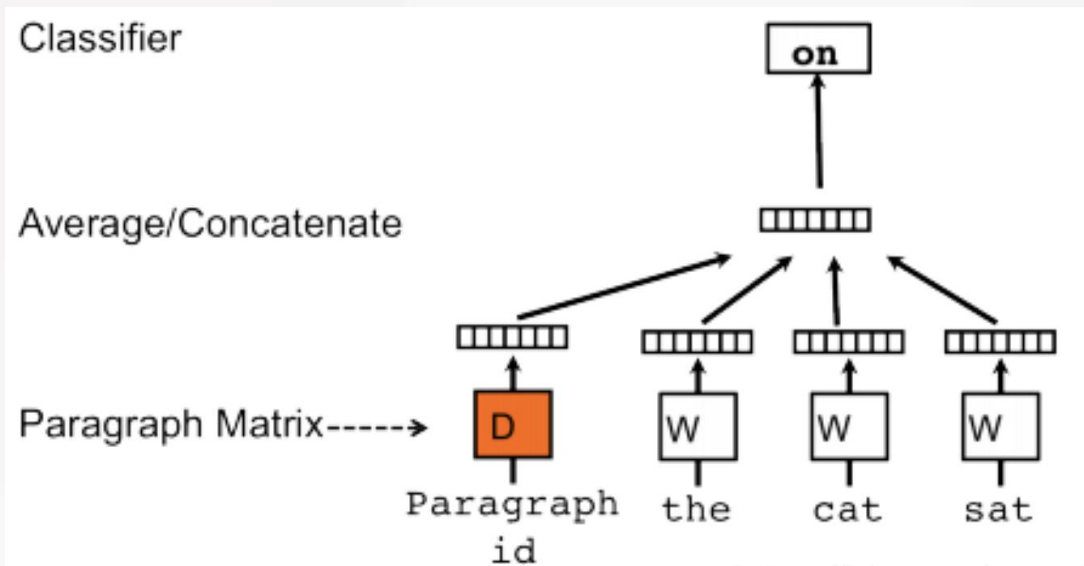 Classifier
on
Average/Concatenate
Paragraph Matrix
D
W
W
W
Paragraph
id
the
cat
sat